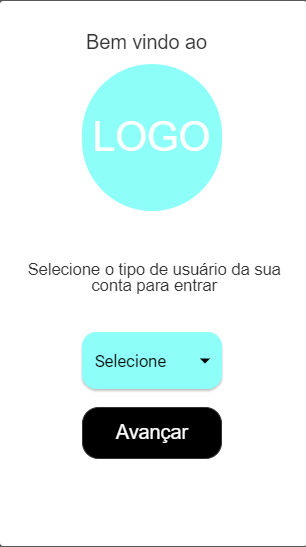 Bem vindo ao
LOGO
Selecione o tipo de usuário da sua
conta para entrar
Selecione
Avançar